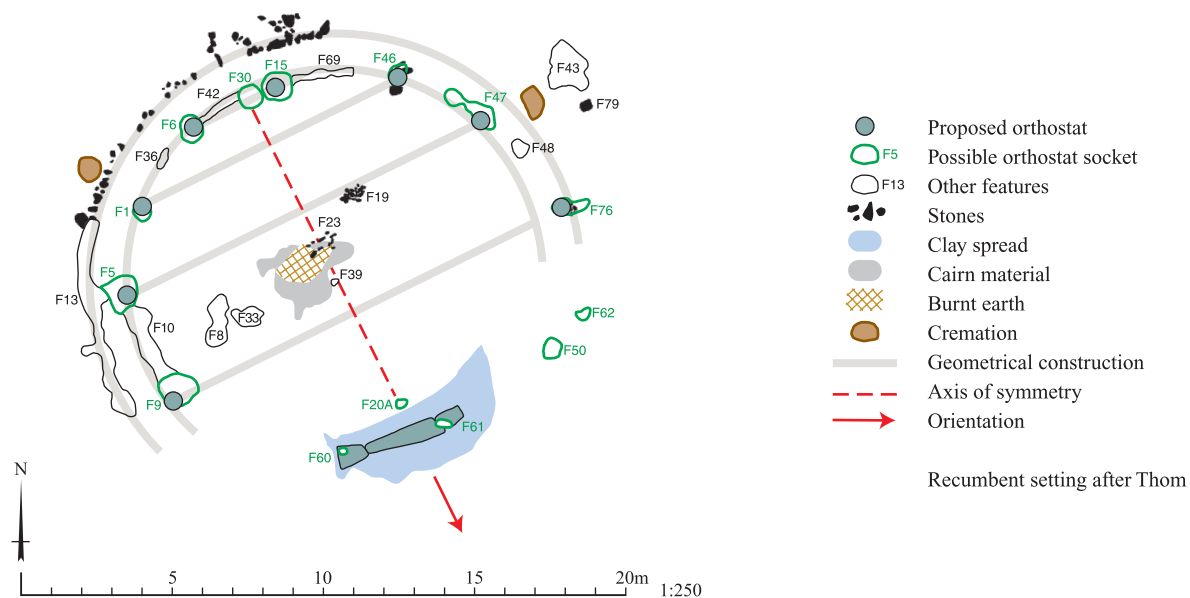 F43
F46
F69
F15
F30
F79
F42
F47
F6
F48
F36
F19
F1
F76
F23
F5
F39
F13
F10
F62
F8
F33
F50
F9
F20A
F61
F60
N
5
10
15
20m
1:250
Proposed orthostat
F5
Possible orthostat socket
F13
Other features
Stones
Clay spread
Cairn material
Burnt earth
Cremation
Geometrical construction
Axis of symmetry
Orientation
Recumbent setting after Thom